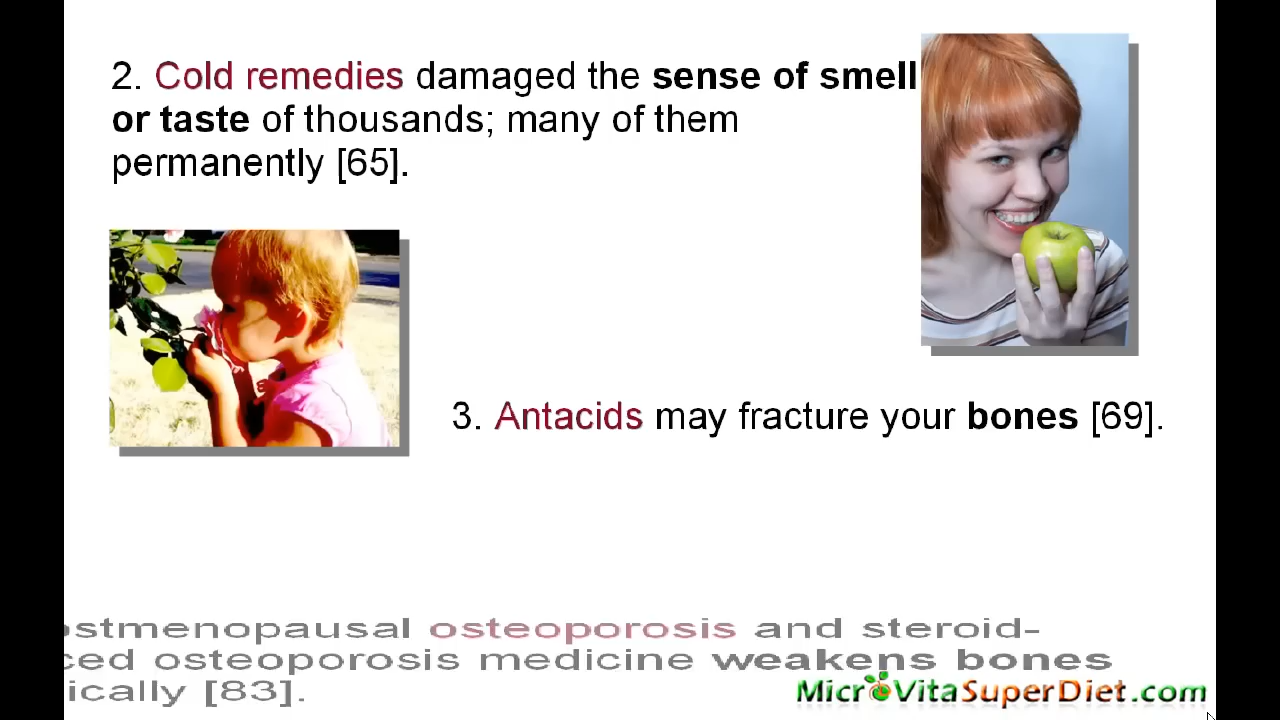 2. Cold remedies damaged the sense of smell
or taste of thousands; many of them
permanently [65].
3. Antacids may fracture your bones [69].
ostmenopausal osteoporosis and steroid-
ced osteoporosis medicine weakens bones
ically [83].
MicroVitaSuperDiet.com